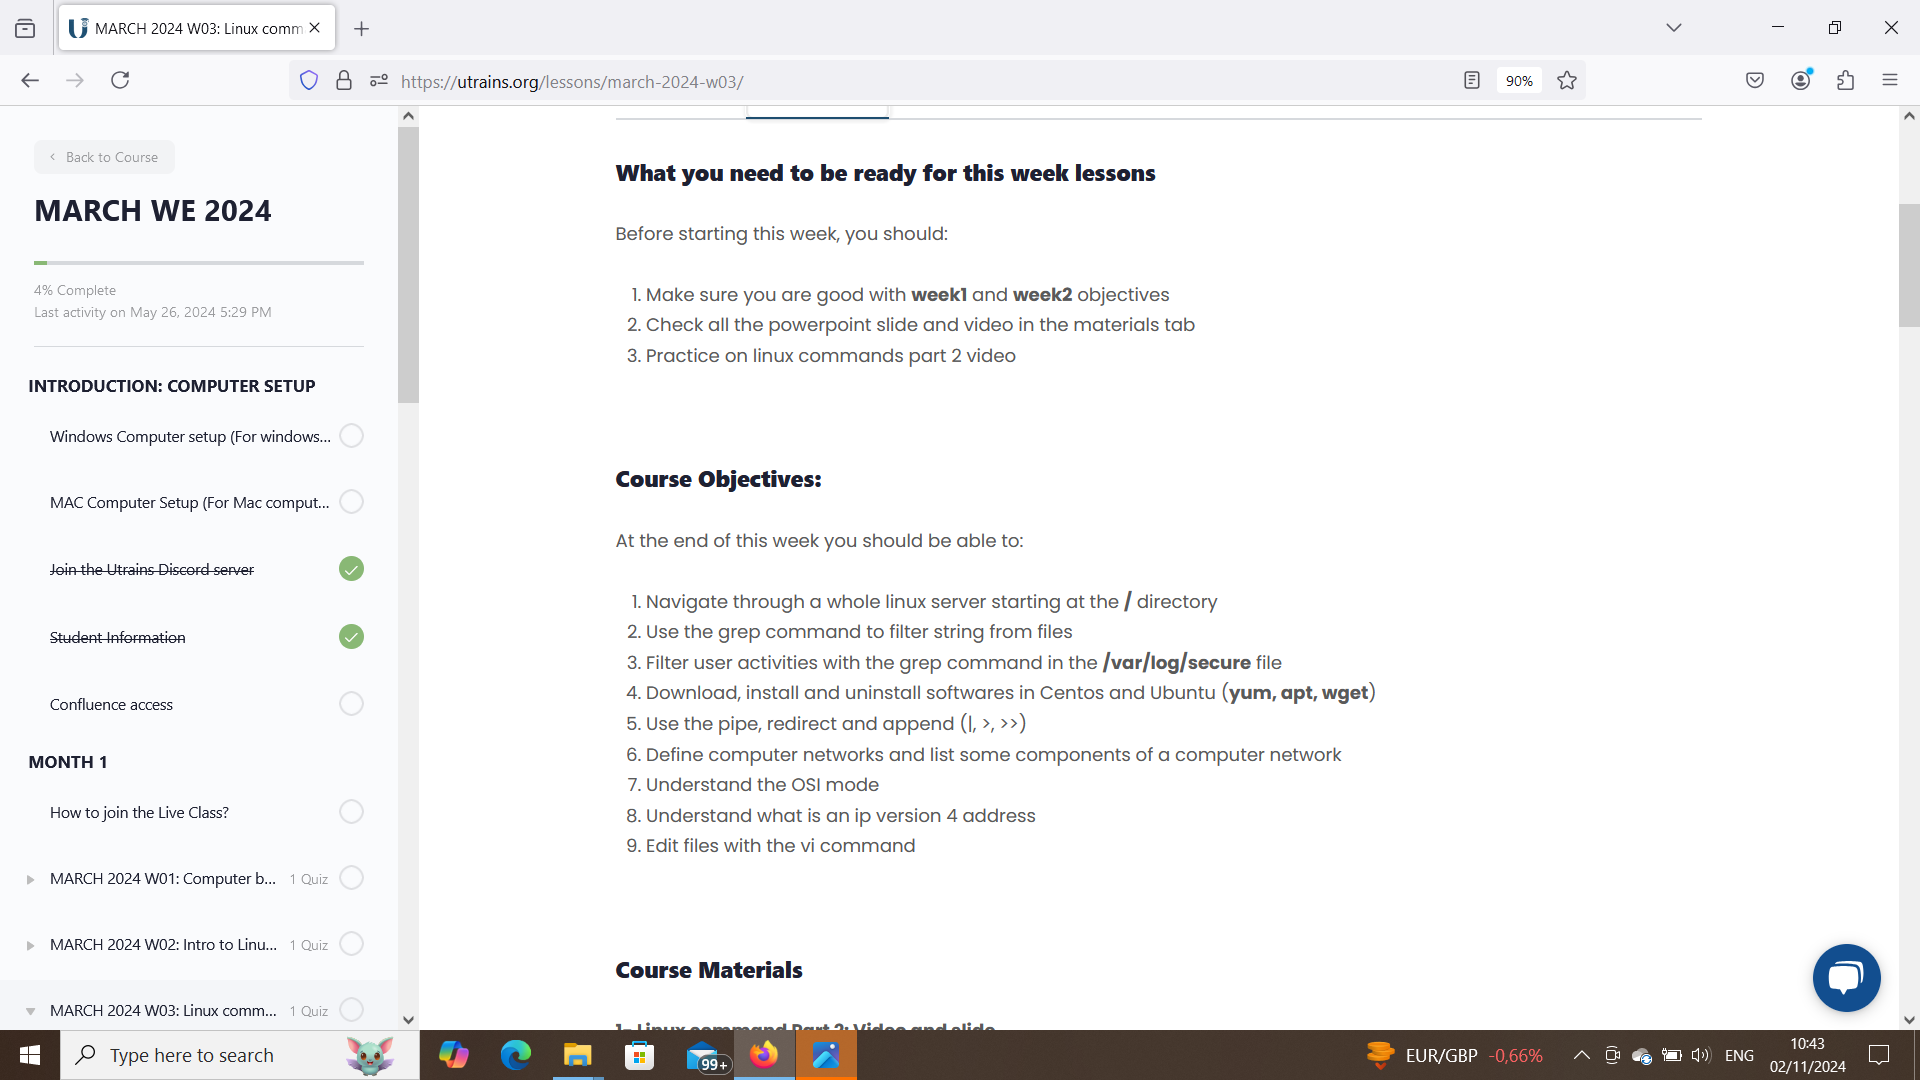 MARCH 2024 W03: Linux comm
https://utrains.org/lessons/march-2024-w03/
90%
Back to Course
MARCH WE 2024
4% Complete
Last activity on May 26, 2024 5:29 PM
INTRODUCTION: COMPUTER SETUP
Windows Computer setup (For windows...
MAC Computer Setup (For Mac comput...
Join the Utrains Discord server
Student Information
Confluence access
MONTH 1
How to join the Live Class?
MARCH 2024 W01: Computer b... 1 Quiz
MARCH 2024 W02: Intro to Linu... 1 Quiz
MARCH 2024 W03: Linux comm... 1 Quiz
What you need to be ready for this week lessons
Before starting this week, you should:
1. Make sure you are good with week1 and week2 objectives
2. Check all the powerpoint slide and video in the materials tab
3. Practice on linux commands part 2 video
Course Objectives:
At the end of this week you should be able to:
1. Navigate through a whole linux server starting at the / directory
2. Use the grep command to filter string from files
3. Filter user activities with the grep command in the /var/log/secure file
4. Download, install and uninstall softwares in Centos and Ubuntu (yum, apt, wget)
5. Use the pipe, redirect and append (|, >, >>)
6. Define computer networks and list some components of a computer network
7. Understand the OSI mode
8. Understand what is an ip version 4 address
9. Edit files with the vi command
Course Materials
1- Linux command Part 2: Video and slide
Type here to search
99+
EUR/GBP -0,66%
ENG
10:43
02/11/2024